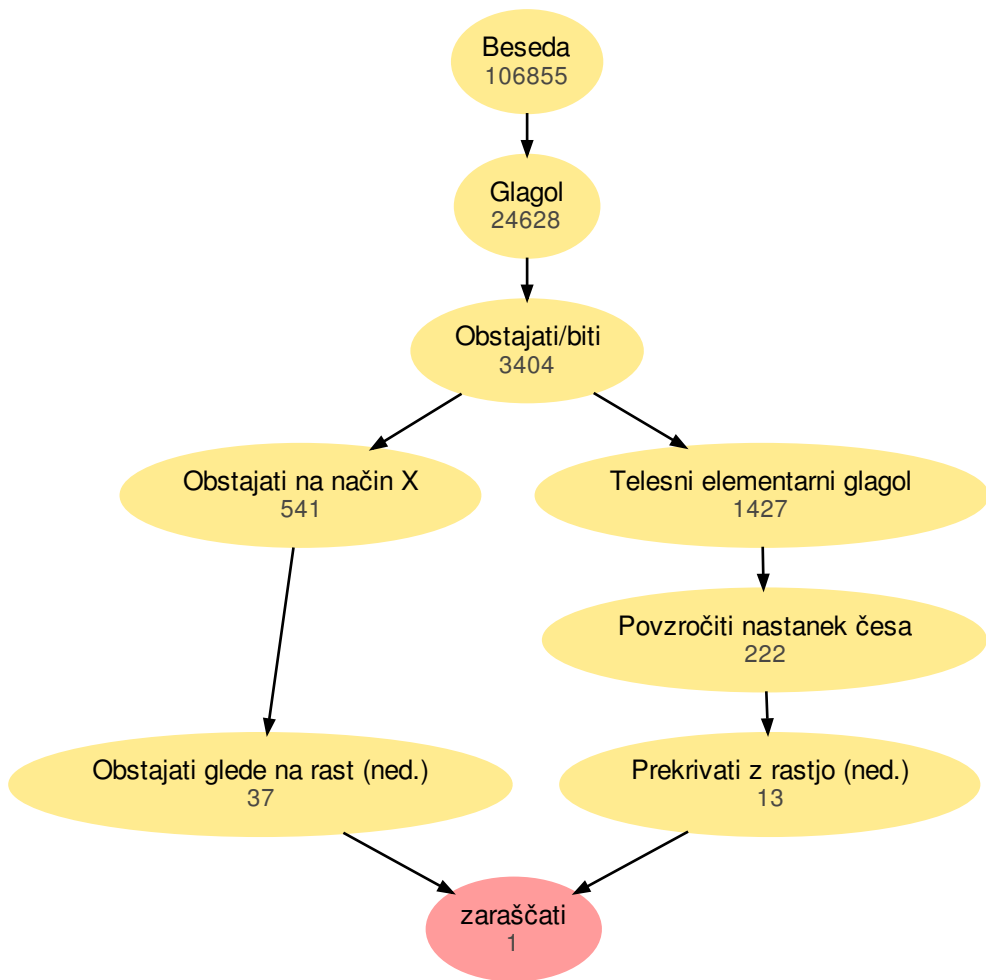 Beseda
106855
Glagol
24628
Obstajati/biti
3404
Obstajati na način X
541
Telesni elementarni glagol
1427
Povzročiti nastanek česa
222
Obstajati glede na rast (ned.)
37
Prekrivati z rastjo (ned.)
13
zaraščati
1